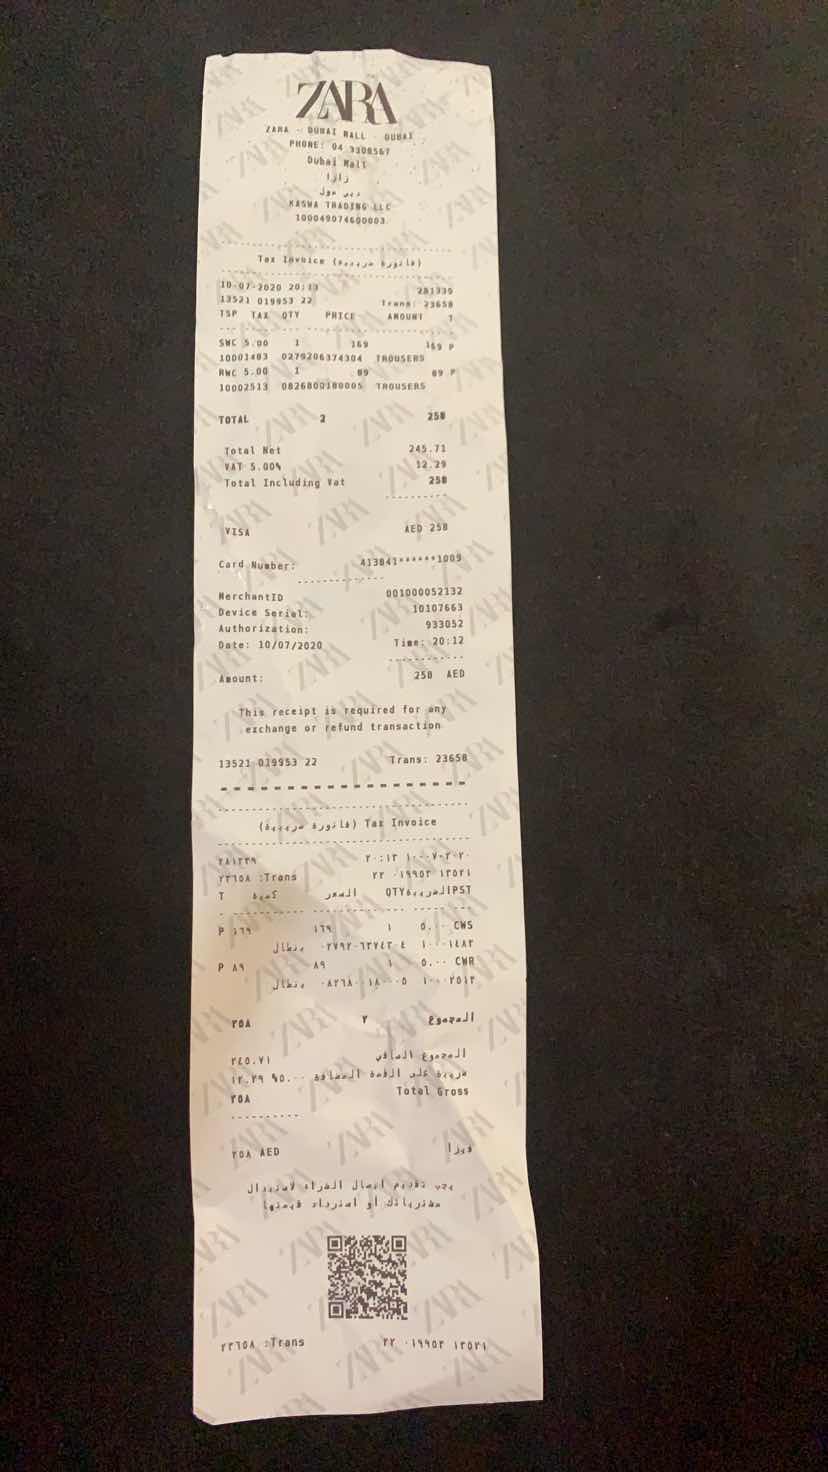 ZARA
ZARA - DUBAI MALL - DUBAI
PHONE: 04 3308567
Dubai Mall
زارا
دبي مول
KASWA TRADING LLC
100049074600003
Tax Invoice (فاتورة ضريبية)
10-07-2020 20:13 281339
13521 019953 22 Trans: 23658
TSP TAX QTY PRICE AMOUNT T
SWC 5.00 1 169 169 P
10001483 0279206374304 TROUSERS
RWC 5.00 1 89 89 P
10002513 0826800180005 TROUSERS
TOTAL 2 258
Total Net 245.71
VAT 5.00% 12.29
Total Including Vat 258
VISA AED 258
Card Number: 413841******1009
MerchantID 001000052132
Device Serial: 10107663
Authorization: 933052
Date: 10/07/2020 Time: 20:12
Amount: 258 AED
This receipt is required for any
exchange or refund transaction
13521 019953 22 Trans: 23658
(فاتورة ضريبية) Tax Invoice
١٠-٠٧-٢٠٢٠ ٢٠:١٣
١٣٥٢١ ٠١٩٩٥٣ ٢٢ Trans: ٢٣٦٥٨
PST الضريبة QTY السعر كمية T
CWS ٥.٠٠ ١ ١٦٩ ١٦٩ P
١٠٠٠١٤٨٣ ٠٢٧٩٢٠٦٣٧٤٣٠٤ بنطال
CWR ٥.٠٠ ١ ٨٩ ٨٩ P
١٠٠٠٢٥١٣ ٠٨٢٦٨٠٠١٨٠٠٠٥ بنطال
المجموع ٢ ٢٥٨
المجموع الصافي ٢٤٥.٧١
ضريبة على القمة المضافة ٥.٠٠% ١٢.٢٩
Total Gross ٢٥٨
فيزا ٢٥٨ AED
يجب تقديم ايصال الشراء لاستبدال
مشترياتك أو استرداد قيمتها
١٣٥٢١ ٠١٩٩٥٣ ٢٢ Trans: ٢٣٦٥٨